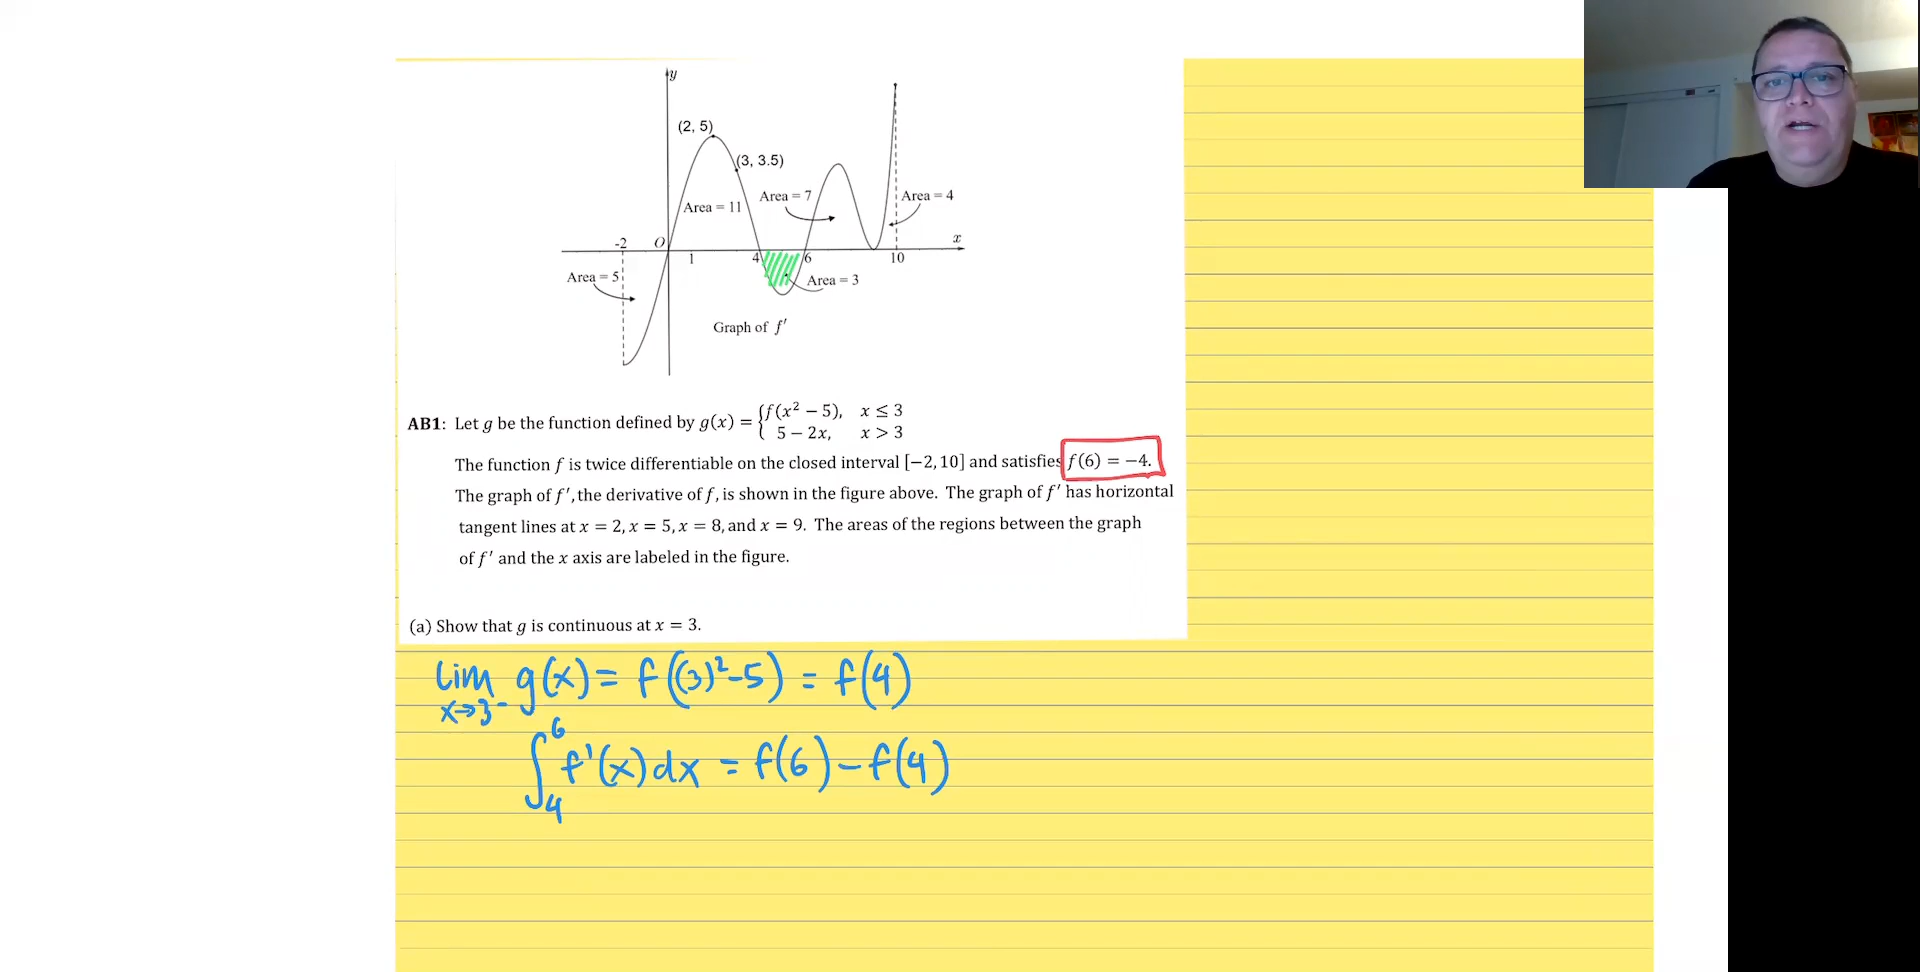 y
(2, 5)
(3, 3.5)
Area = 7
Area = 4
Area = 11
-2
O
x
1
4
6
10
Area = 5
Area = 3
Graph of f′
AB1: Let g be the function defined by g(x) = { f(x² − 5), x ≤ 3
5 − 2x, x > 3
The function f is twice differentiable on the closed interval [−2, 10] and satisfies f(6) = −4.
The graph of f′, the derivative of f, is shown in the figure above. The graph of f′ has horizontal
tangent lines at x = 2, x = 5, x = 8, and x = 9. The areas of the regions between the graph
of f′ and the x axis are labeled in the figure.
(a) Show that g is continuous at x = 3.
lim x→3⁻ g(x) = f((3)²-5) = f(4)
∫₄⁶ f'(x) dx = f(6) - f(4)